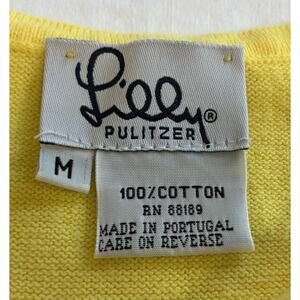 Lilly®
PULITZER
M
100%COTTON
RN 88189
MADE IN PORTUGAL
CARE ON REVERSE